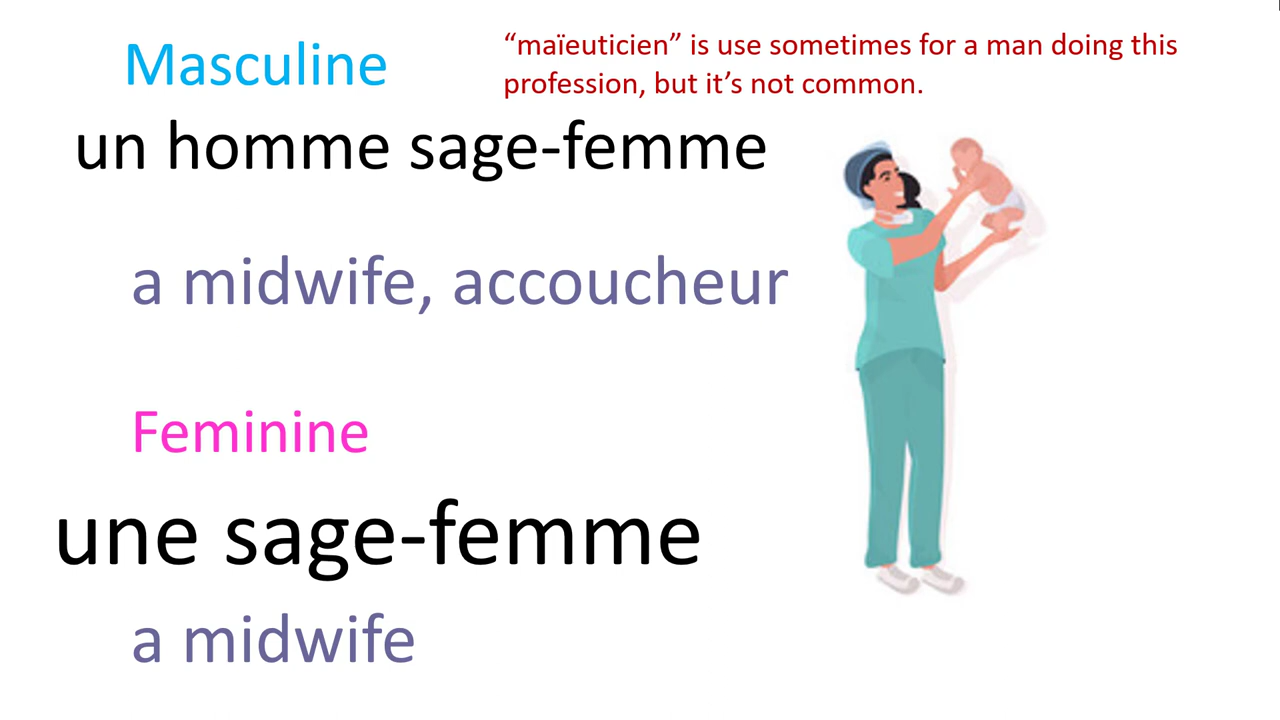 Masculine
“maïeuticien” is use sometimes for a man doing this
profession, but it’s not common.
un homme sage-femme
a midwife, accoucheur
Feminine
une sage-femme
a midwife